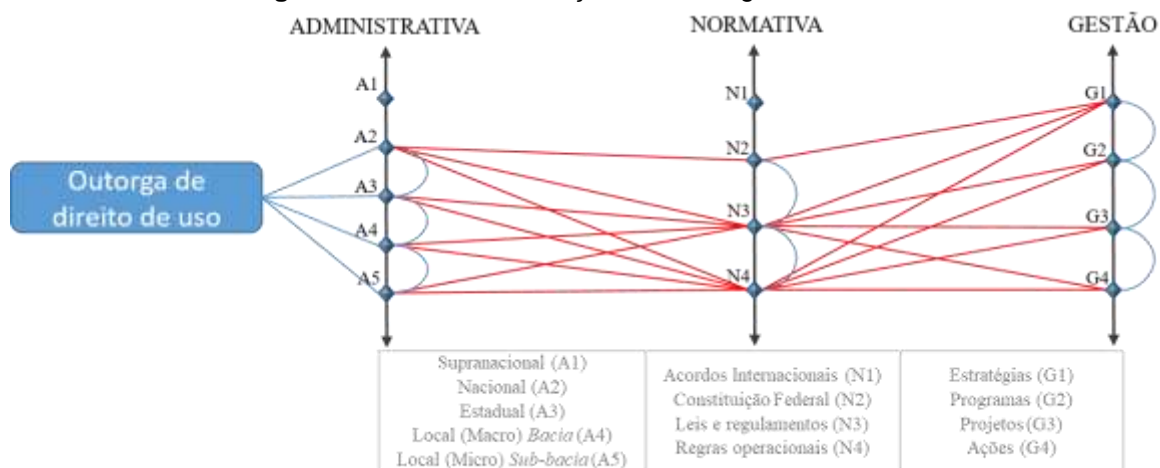 ADMINISTRATIVA NORMATIVA GESTÃO
A1 N1 G1
A2 N2 G2
Outorga de
direito de uso
A3 N3 G3
A4 N4 G4
A5
Supranacional (A1)
Nacional (A2)
Estadual (A3)
Local (Macro) Bacia (A4)
Local (Micro) Sub-bacia (A5)
Acordos Internacionais (N1)
Constituição Federal (N2)
Leis e regulamentos (N3)
Regras operacionais (N4)
Estratégias (G1)
Programas (G2)
Projetos (G3)
Ações (G4)